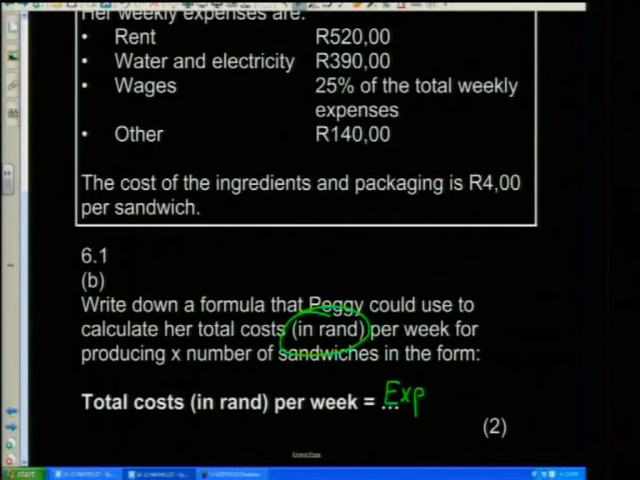 Her weekly expenses are:
• Rent R520,00
• Water and electricity R390,00
• Wages 25% of the total weekly
expenses
• Other R140,00
The cost of the ingredients and packaging is R4,00
per sandwich.
6.1
(b)
Write down a formula that Peggy could use to
calculate her total costs (in rand) per week for
producing x number of sandwiches in the form:
Total costs (in rand) per week = ... Exp
(2)
start